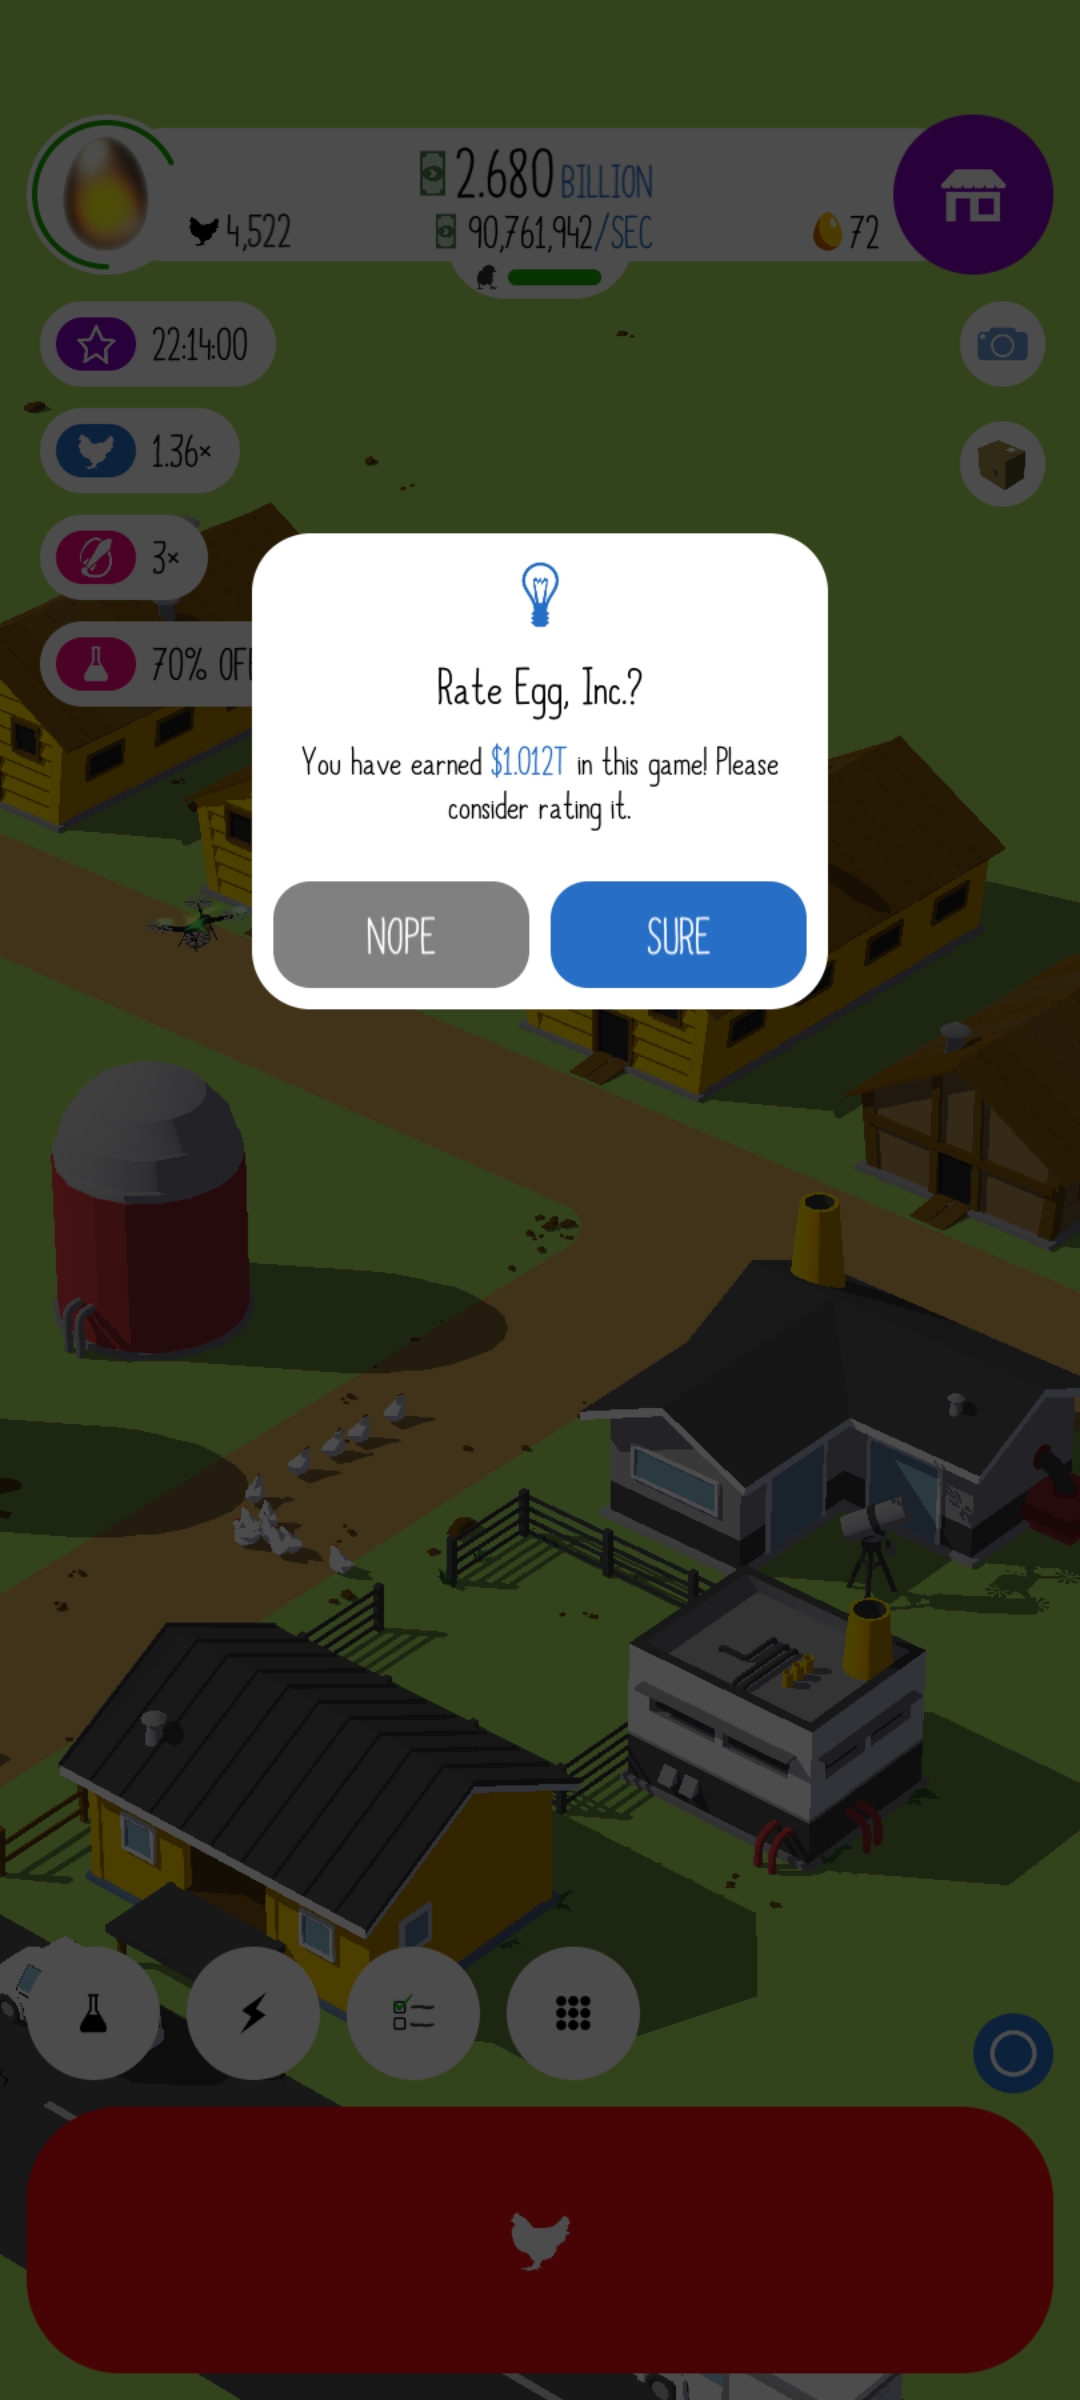 2.680 BILLION
4,522
90,761,942/SEC
72
22:14:00
1.36×
3×
70% OF
Rate Egg, Inc.?
You have earned $1.012T in this game! Please
consider rating it.
NOPE
SURE